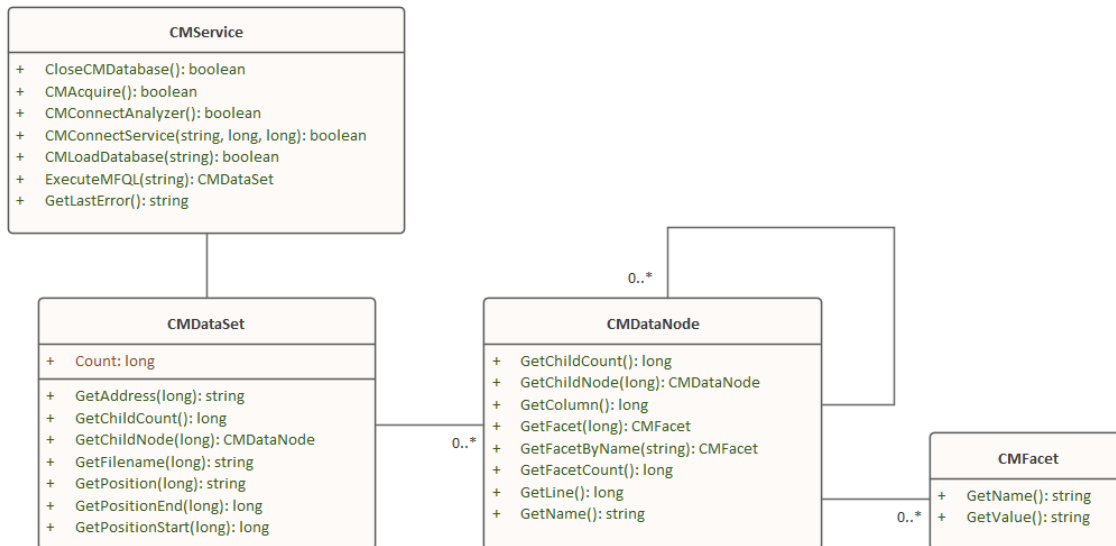 CMService
+ CloseCMDatabase(): boolean
+ CMAcquire(): boolean
+ CMConnectAnalyzer(): boolean
+ CMConnectService(string, long, long): boolean
+ CMLoadDatabase(string): boolean
+ ExecuteMFQL(string): CMDataSet
+ GetLastError(): string
0..*
CMDataSet
+ Count: long
+ GetAddress(long): string
+ GetChildCount(): long
+ GetChildNode(long): CMDataNode
+ GetFilename(long): string
+ GetPosition(long): string
+ GetPositionEnd(long): long
+ GetPositionStart(long): long
0..*
CMDataNode
+ GetChildCount(): long
+ GetChildNode(long): CMDataNode
+ GetColumn(): long
+ GetFacet(long): CMFacet
+ GetFacetByName(string): CMFacet
+ GetFacetCount(): long
+ GetLine(): long
+ GetName(): string
0..*
CMFacet
+ GetName(): string
+ GetValue(): string